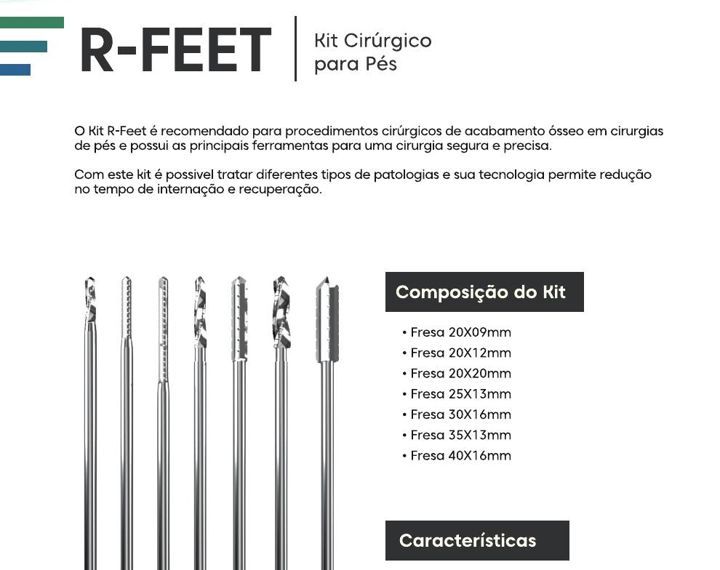 R-FEET
Kit Cirúrgico
para Pés
O Kit R-Feet é recomendado para procedimentos cirúrgicos de acabamento ósseo em cirurgias
de pés e possui as principais ferramentas para uma cirurgia segura e precisa.
Com este kit é possivel tratar diferentes tipos de patologias e sua tecnologia permite redução
no tempo de internação e recuperação.
Composição do Kit
• Fresa 20X09mm
• Fresa 20X12mm
• Fresa 20X20mm
• Fresa 25X13mm
• Fresa 30X16mm
• Fresa 35X13mm
• Fresa 40X16mm
Características